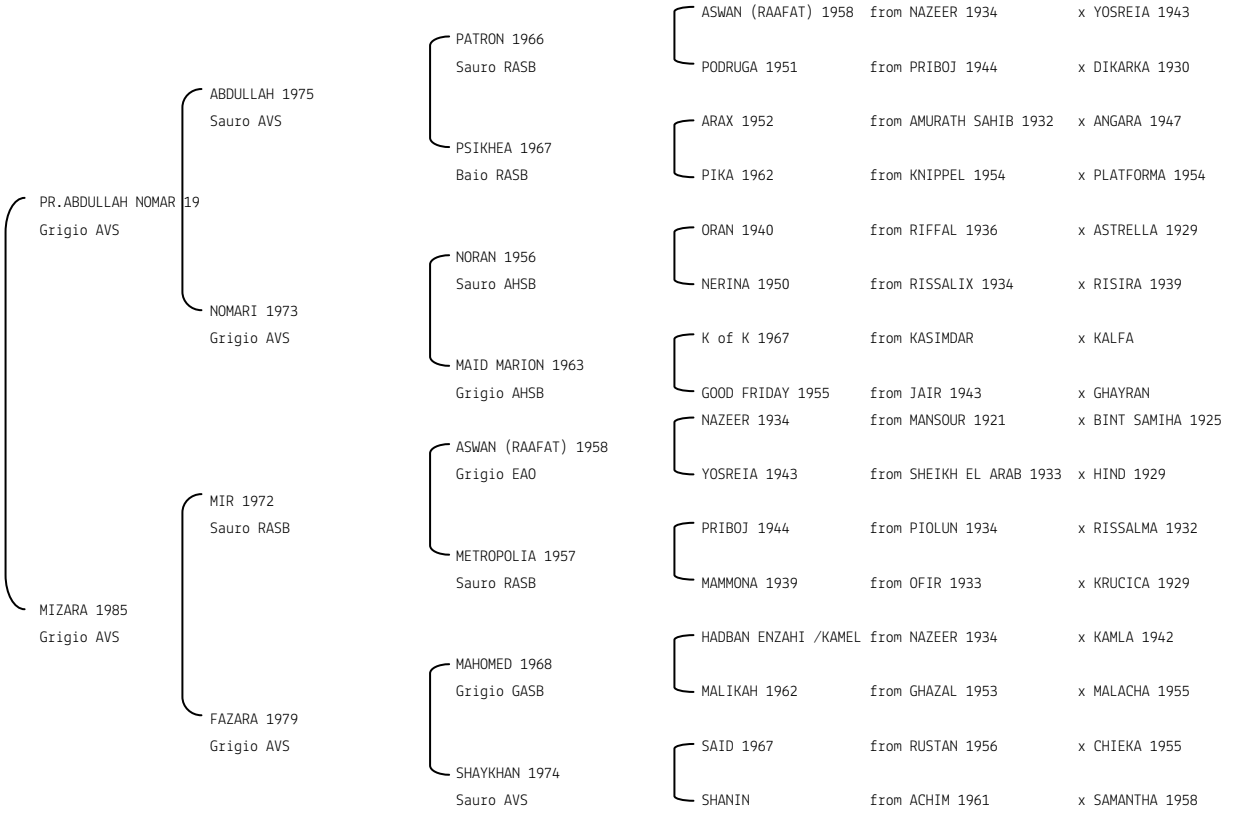 ASWAN (RAAFAT) 1958 from NAZEER 1934 x YOSREIA 1943
PATRON 1966
Sauro RASB
PODRUGA 1951 from PRIBOJ 1944 x DIKARKA 1930
ABDULLAH 1975
Sauro AVS
ARAX 1952 from AMURATH SAHIB 1932 x ANGARA 1947
PSIKHEA 1967
Baio RASB
PIKA 1962 from KNIPPEL 1954 x PLATFORMA 1954
PR.ABDULLAH NOMAR 19
Grigio AVS
ORAN 1940 from RIFFAL 1936 x ASTRELLA 1929
NORAN 1956
Sauro AHSB
NERINA 1950 from RISSALIX 1934 x RISIRA 1939
NOMARI 1973
Grigio AVS
K of K 1967 from KASIMDAR x KALFA
MAID MARION 1963
Grigio AHSB
GOOD FRIDAY 1955 from JAIR 1943 x GHAYRAN
NAZEER 1934 from MANSOUR 1921 x BINT SAMIHA 1925
ASWAN (RAAFAT) 1958
Grigio EAO
YOSREIA 1943 from SHEIKH EL ARAB 1933 x HIND 1929
MIR 1972
Sauro RASB
PRIBOJ 1944 from PIOLUN 1934 x RISSALMA 1932
METROPOLIA 1957
Sauro RASB
MAMMONA 1939 from OFIR 1933 x KRUCICA 1929
MIZARA 1985
Grigio AVS
HADBAN ENZAHI /KAMEL from NAZEER 1934 x KAMLA 1942
MAHOMED 1968
Grigio GASB
MALIKAH 1962 from GHAZAL 1953 x MALACHA 1955
FAZARA 1979
Grigio AVS
SAID 1967 from RUSTAN 1956 x CHIEKA 1955
SHAYKHAN 1974
Sauro AVS
SHANIN from ACHIM 1961 x SAMANTHA 1958